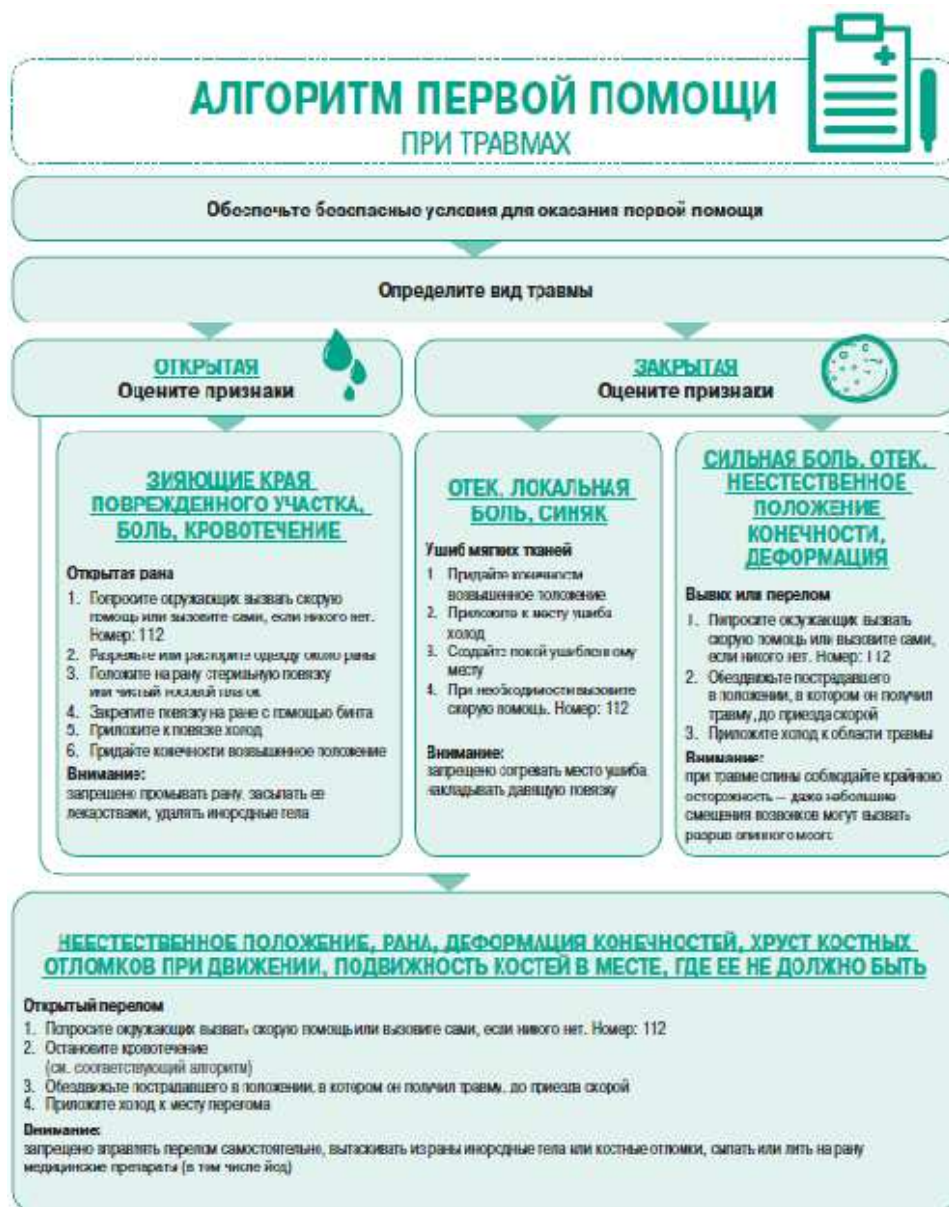 АЛГОРИТМ ПЕРВОЙ ПОМОЩИ
ПРИ ТРАВМАХ
Обеспечьте безопасные условия для оказания первой помощи
Определите вид травмы
ОТКРЫТАЯ
Оцените признаки
ЗАКРЫТАЯ
Оцените признаки
ЗИЯЮЩИЕ КРАЯ
ПОВРЕЖДЕННОГО УЧАСТКА,
БОЛЬ, КРОВОТЕЧЕНИЕ
Открытая рана
1. Попросите окружающих вызвать скорую
помощь или вызовите сами, если никого нет.
Номер: 112
2. Разрежьте или распорите одежду около раны
3. Положите на рану стерильную повязку
или чистый носовой платок
4. Закрепите повязку на ране с помощью бинта
5. Приложите к повязке холод
6. Придайте конечности возвышенное положение
Внимание:
запрещено промывать рану, засыпать ее
лекарствами, удалять инородные тела
ОТЕК, ЛОКАЛЬНАЯ
БОЛЬ, СИНЯК
Ушиб мягких тканей
1 Придайте конечности
возвышенное положение
2. Приложите к месту ушиба
холод
3. Создайте покой ушибленному
месту
4. При необходимости вызовите
скорую помощь. Номер: 112
Внимание:
запрещено согревать место ушиба
накладывать давящую повязку
СИЛЬНАЯ БОЛЬ, ОТЕК,
НЕЕСТЕСТВЕННОЕ
ПОЛОЖЕНИЕ
КОНЕЧНОСТИ,
ДЕФОРМАЦИЯ
Вывих или перелом
1. Попросите окружающих вызвать
скорую помощь или вызовите сами,
если никого нет. Номер: 112
2. Обездвижьте пострадавшего
в положении, в котором он получил
травму, до приезда скорой
3. Приложите холод к области травмы
Внимание:
при травме спины соблюдайте крайнюю
осторожность – даже небольшие
смещения позвонков могут вызвать
разрыв спинного мозга
НЕЕСТЕСТВЕННОЕ ПОЛОЖЕНИЕ, РАНА, ДЕФОРМАЦИЯ КОНЕЧНОСТЕЙ, ХРУСТ КОСТНЫХ
ОТЛОМКОВ ПРИ ДВИЖЕНИИ, ПОДВИЖНОСТЬ КОСТЕЙ В МЕСТЕ, ГДЕ ЕЕ НЕ ДОЛЖНО БЫТЬ
Открытый перелом
1. Попросите окружающих вызвать скорую помощь или вызовите сами, если никого нет. Номер: 112
2. Остановите кровотечение
(см. соответствующий алгоритм)
3. Обездвижьте пострадавшего в положении, в котором он получил травму, до приезда скорой
4. Приложите холод к месту перелома
Внимание:
запрещено вправлять перелом самостоятельно, вытаскивать из раны инородные тела или костные отломки, сыпать или лить на рану
медицинские препараты (в том числе йод)